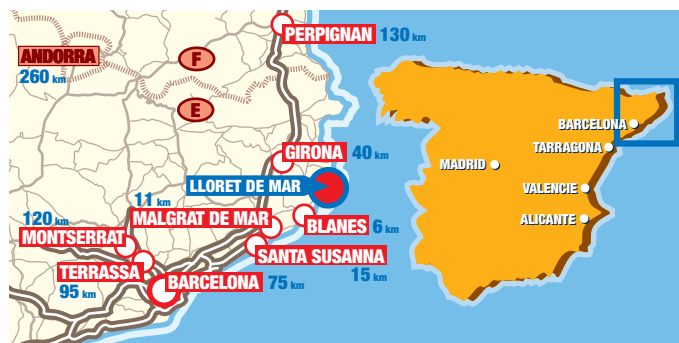 PERPIGNAN 130 km
ANDORRA
260 km
F
E
BARCELONA
TARRAGONA
MADRID
VALENCIE
ALICANTE
GIRONA 40 km
LLORET DE MAR
11 km
MALGRAT DE MAR
BLANES 6 km
120 km
MONTSERRAT
SANTA SUSANNA
15 km
TERRASSA
95 km
BARCELONA 75 km